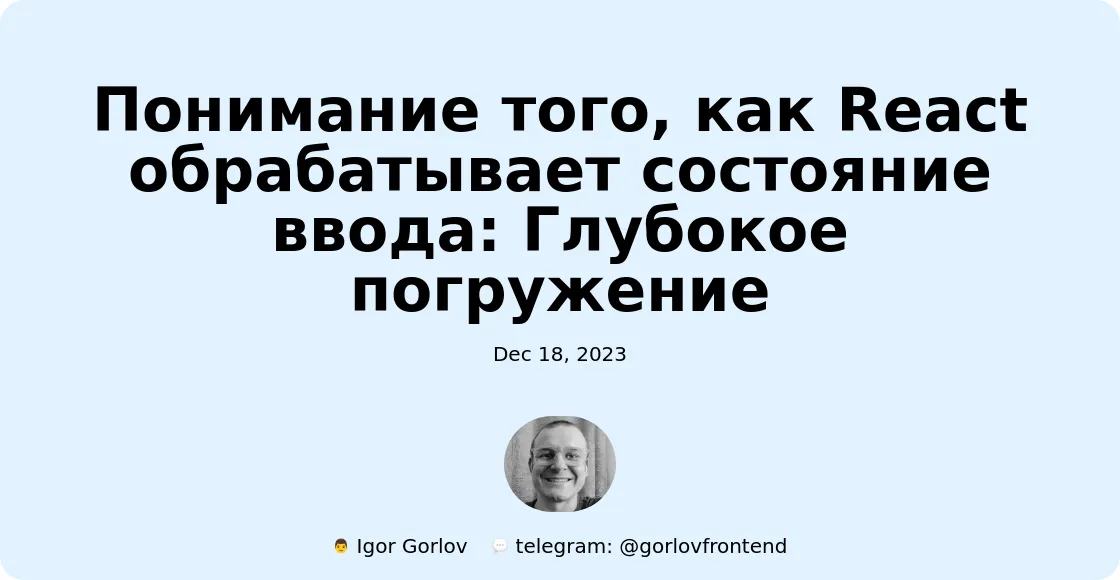 Понимание того, как React
обрабатывает состояние
ввода: Глубокое
погружение
Dec 18, 2023
Igor Gorlov telegram: @gorlovfrontend